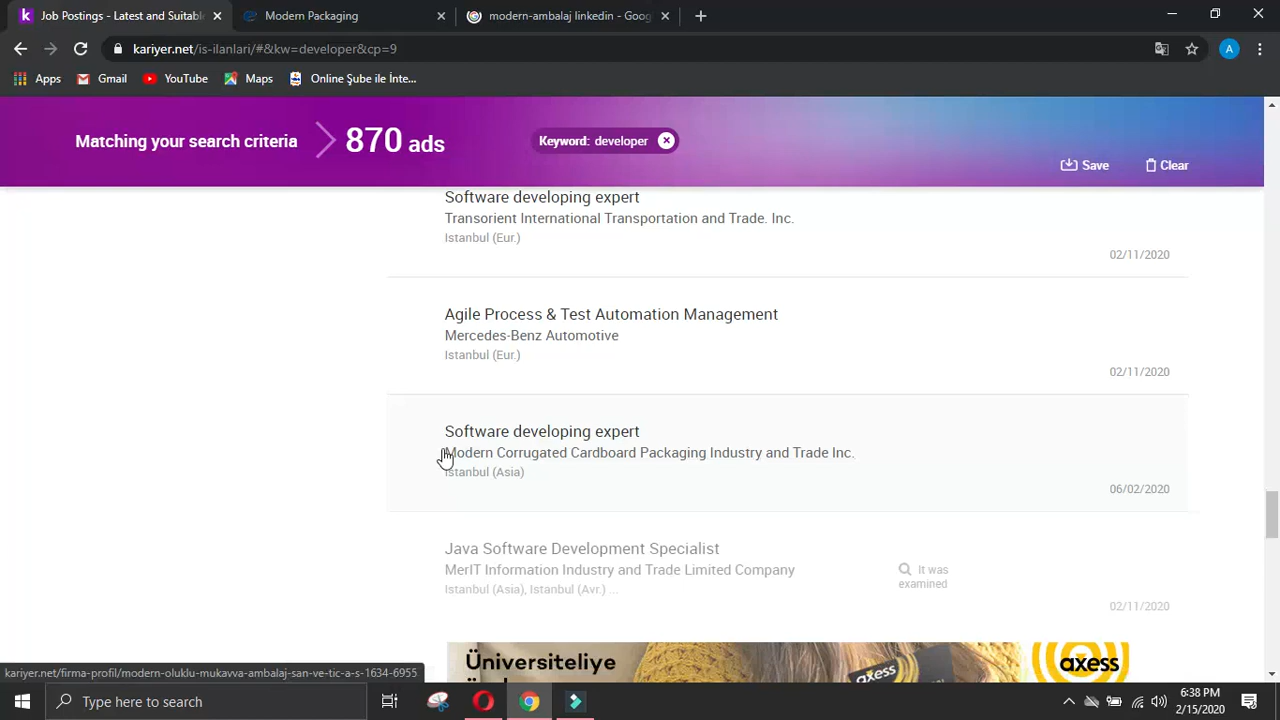 Job Postings - Latest and Suitabl
Modern Packaging
modern-ambalaj linkedin - Goog
kariyer.net/is-ilanlari/#&kw=developer&cp=9
A
Apps
Gmail
YouTube
Maps
Online Şube ile İnte...
Matching your search criteria
870 ads
Keyword: developer
Save
Clear
Software developing expert
Transorient International Transportation and Trade. Inc.
Istanbul (Eur.)
02/11/2020
Agile Process & Test Automation Management
Mercedes-Benz Automotive
Istanbul (Eur.)
02/11/2020
Software developing expert
Modern Corrugated Cardboard Packaging Industry and Trade Inc.
Istanbul (Asia)
06/02/2020
Java Software Development Specialist
MerIT Information Industry and Trade Limited Company
Istanbul (Asia), Istanbul (Avr.) ...
It was
examined
02/11/2020
Üniversiteliye
axess
axess
kariyer.net/firma-profil/modern-oluklu-mukavva-ambalaj-san-ve-tic-a-s-1634-6955
Type here to search
6:38 PM
2/15/2020